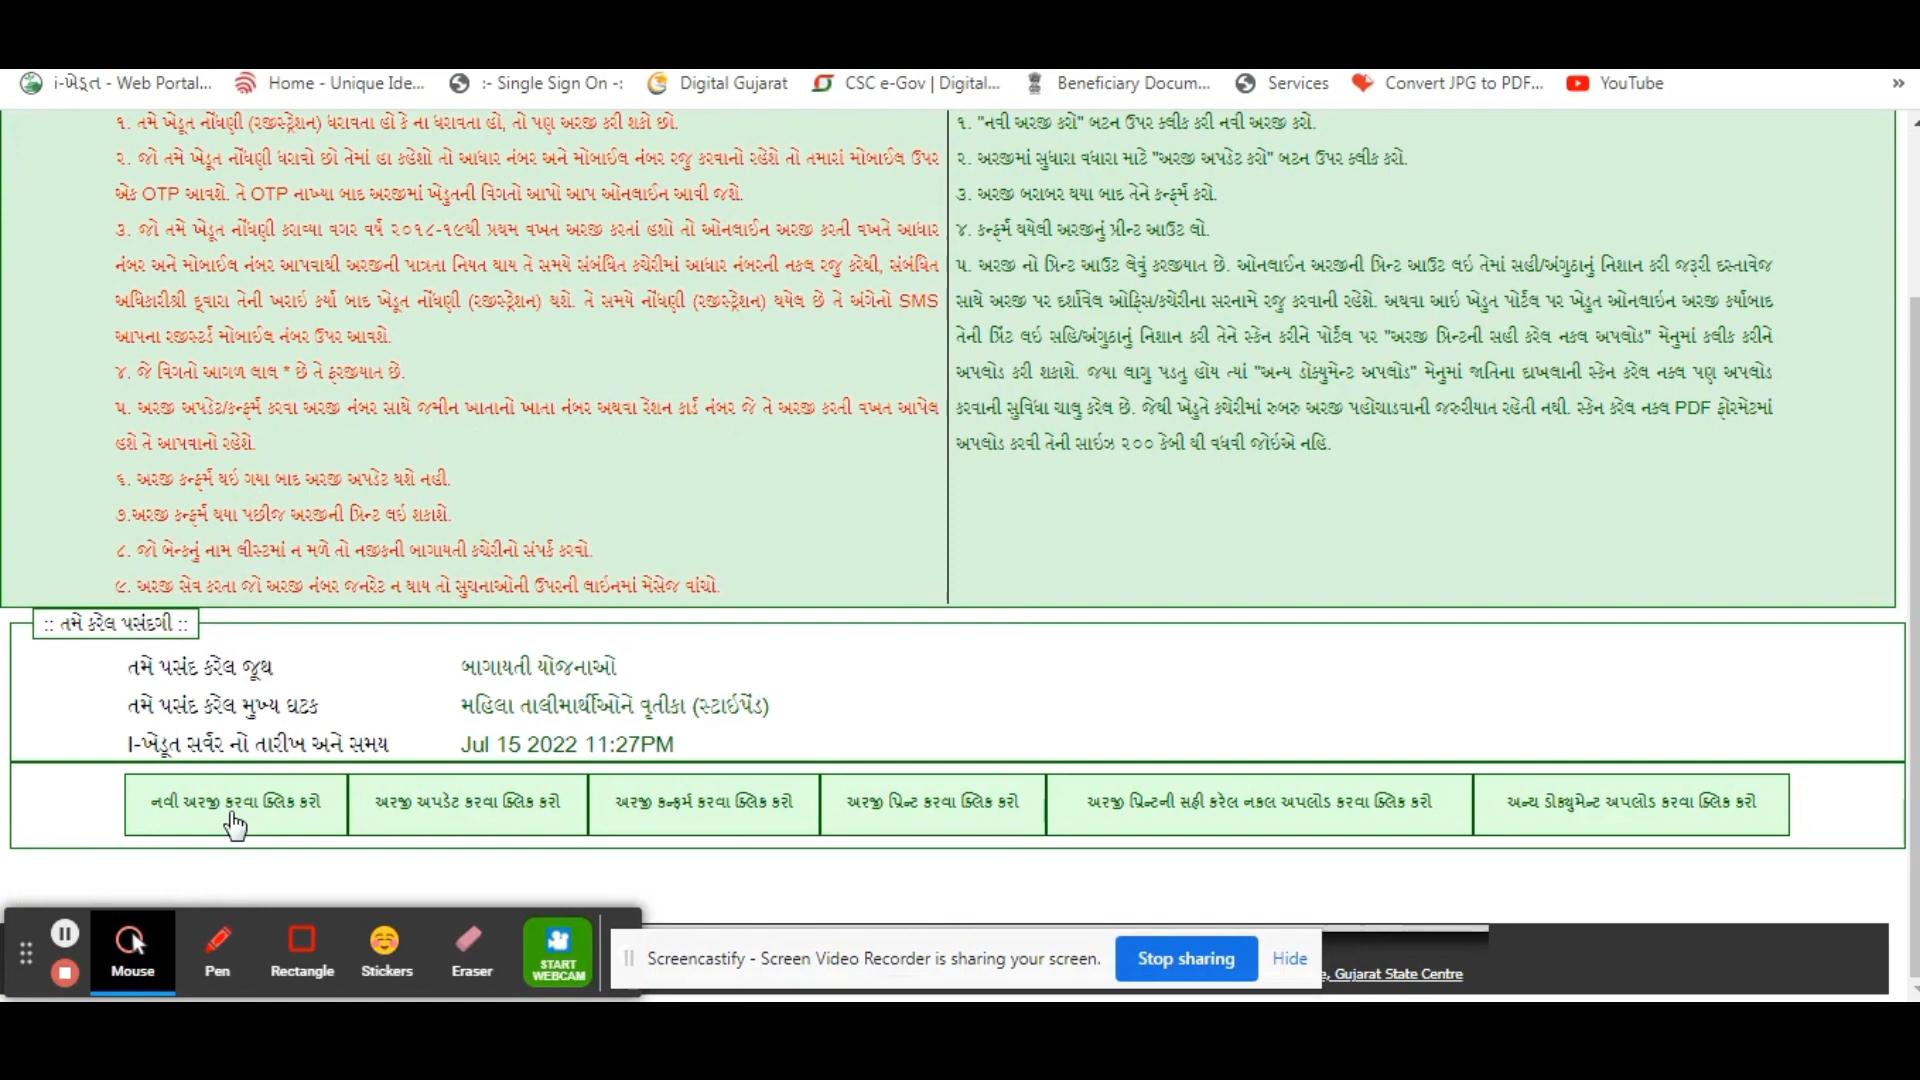 i-ખેડૂત - Web Portal...
Home - Unique Ide...
:- Single Sign On -:
Digital Gujarat
CSC e-Gov | Digital...
Beneficiary Docum...
Services
Convert JPG to PDF...
YouTube
»
૧. તમે ખેડૂત નોંધણી (રજીસ્ટ્રેશન) ધરાવતા હો કે ના ધરાવતા હો, તો પણ અરજી કરી શકો છો.
૨. જો તમે ખેડૂત નોંધણી ધરાવો છો તેમાં હા કહેશો તો આધાર નંબર અને મોબાઈલ નંબર રજુ કરવાનો રહેશે તો તમારાં મોબાઈલ ઉપર
એક OTP આવશે. તે OTP નાખ્યા બાદ અરજીમાં ખેડુતની વિગતો આપો આપ ઓનલાઈન આવી જશે.
૩. જો તમે ખેડૂત નોંધણી કરાવ્યા વગર વર્ષ ૨૦૧૮-૧૯થી પ્રથમ વખત અરજી કરતાં હશો તો ઓનલાઈન અરજી કરતી વખતે આધાર
નંબર અને મોબાઈલ નંબર આપવાથી અરજીની પાત્રતા નિયત થાય તે સમયે સંબંધિત કચેરીમાં આધાર નંબરની નકલ રજુ કરેથી, સંબંધિત
અધિકારીશ્રી દ્વારા તેની ખરાઇ કર્યા બાદ ખેડૂત નોંધણી (રજીસ્ટ્રેશન) થશે. તે સમયે નોંધણી (રજીસ્ટ્રેશન) થયેલ છે તે અંગેનો SMS
આપના રજીસ્ટર્ડ મોબાઈલ નંબર ઉપર આવશે.
૪. જે વિગતો આગળ લાલ * છે તે ફરજીયાત છે.
૫. અરજી અપડેટ/કન્ફર્મ કરવા અરજી નંબર સાથે જમીન ખાતાનો ખાતા નંબર અથવા રેશન કાર્ડ નંબર જે તે અરજી કરતી વખત આપેલ
હશે તે આપવાનો રહેશે.
૬. અરજી કન્ફર્મ થઇ ગયા બાદ અરજી અપડેટ થશે નહી.
૭.અરજી કન્ફર્મ થયા પછીજ અરજીની પ્રિન્ટ લઇ શકાશે.
૮. જો બેન્કનું નામ લીસ્ટમાં ન મળે તો નજીકની બાગાયતી કચેરીનો સંપર્ક કરવો.
૯. અરજી સેવ કરતા જો અરજી નંબર જનરેટ ન થાય તો સુચનાઓની ઉપરની લાઇનમાં મેસેજ વાંચો.
૧. "નવી અરજી કરો" બટન ઉપર ક્લીક કરી નવી અરજી કરો.
૨. અરજીમાં સુધારા વધારા માટે "અરજી અપડેટ કરો" બટન ઉપર ક્લીક કરો.
૩. અરજી બરાબર થયા બાદ તેને કન્ફર્મ કરો.
૪. કન્ફર્મ થયેલી અરજીનું પ્રીન્ટ આઉટ લો.
૫. અરજી નો પ્રિન્ટ આઉટ લેવું કરજીયાત છે. ઓનલાઈન અરજીની પ્રિન્ટ આઉટ લઇ તેમાં સહી/અંગુઠાનું નિશાન કરી જરૂરી દસ્તાવેજ
સાથે અરજી પર દર્શાવેલ ઓફિસ/કચેરીના સરનામે રજુ કરવાની રહેશે. અથવા આઇ ખેડુત પોર્ટલ પર ખેડુત ઓનલાઇન અરજી કર્યાબાદ
તેની પ્રિંટ લઇ સહિ/અંગુઠાનું નિશાન કરી તેને સ્કેન કરીને પોર્ટલ પર "અરજી પ્રિન્ટની સહી કરેલ નકલ અપલોડ" મેનુમાં કલીક કરીને
અપલોડ કરી શકાશે. જયા લાગુ પડતુ હોય ત્યાં "અન્ય ડોક્યુમેન્ટ અપલોડ" મેનુમાં જાતિના દાખલાની સ્કેન કરેલ નકલ પણ અપલોડ
કરવાની સુવિધા ચાલુ કરેલ છે. જેથી ખેડુતે કચેરીમાં રુબરુ અરજી પહોંચાડવાની જરુરીયાત રહેતી નથી. સ્કેન કરેલ નકલ PDF ફોરમેટમાં
અપલોડ કરવી તેની સાઇઝ ૨૦૦ કેબી થી વધવી જોઇએ નહિ.
:: તમે કરેલ પસંદગી ::
તમે પસંદ કરેલ જૂથ
બાગાયતી યોજનાઓ
તમે પસંદ કરેલ મુખ્ય ઘટક
મહિલા તાલીમાર્થીઓને વૃતીકા (સ્ટાઇપેંડ)
I-ખેડૂત સર્વર નો તારીખ અને સમય
Jul 15 2022 11:27PM
નવી અરજી કરવા ક્લિક કરો
અરજી અપડેટ કરવા ક્લિક કરો
અરજી કન્ફર્મ કરવા ક્લિક કરો
અરજી પ્રિન્ટ કરવા ક્લિક કરો
અરજી પ્રિન્ટની સહી કરેલ નકલ અપલોડ કરવા ક્લિક કરો
અન્ય ડોક્યુમેન્ટ અપલોડ કરવા ક્લિક કરો
Mouse
Pen
Rectangle
Stickers
Eraser
START
WEBCAM
Screencastify - Screen Video Recorder is sharing your screen.
Stop sharing
Hide
, Gujarat State Centre